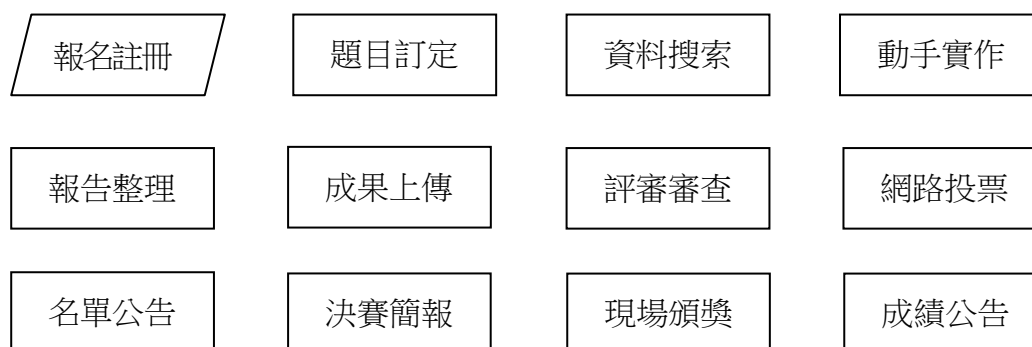 報名註冊 題目訂定 資料搜索 動手實作
報告整理 成果上傳 評審審查 網路投票
名單公告 決賽簡報 現場頒獎 成績公告